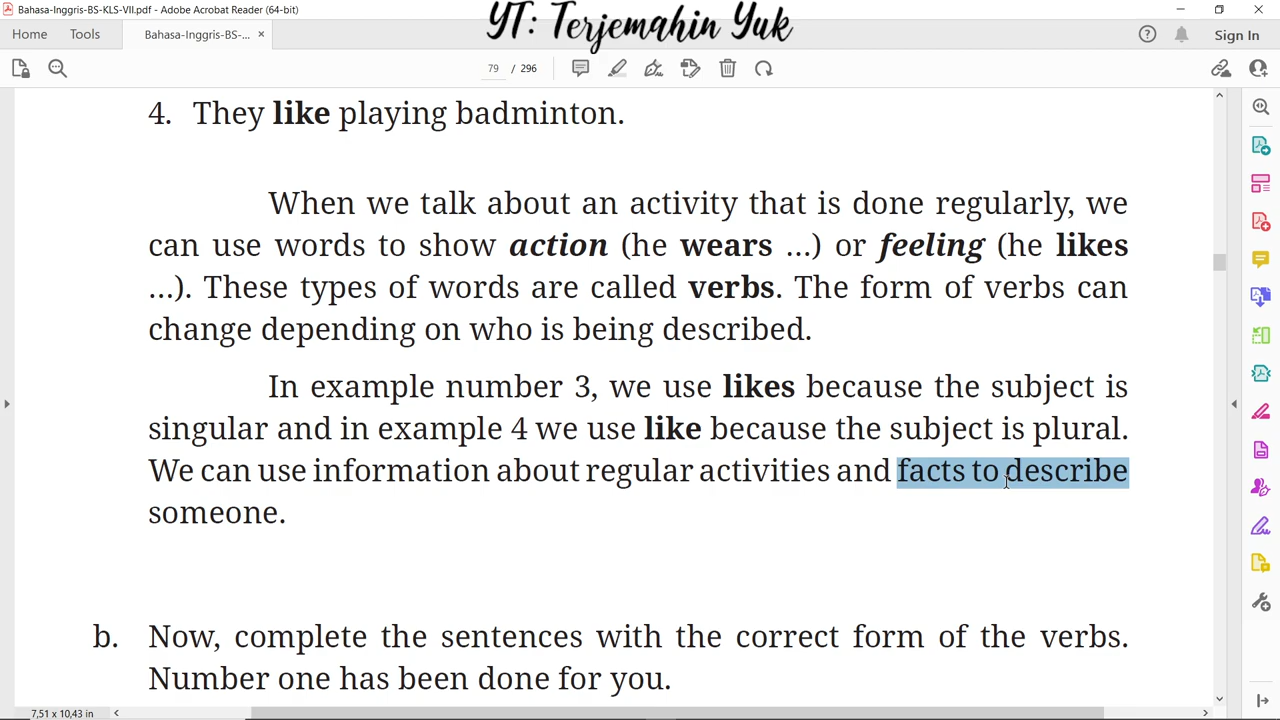 Bahasa-Inggris-BS-KLS-VII.pdf - Adobe Acrobat Reader (64-bit)
YT: Terjemahin Yuk
Home Tools Bahasa-Inggris-BS-... × Sign In
79 / 296
4. They like playing badminton.
When we talk about an activity that is done regularly, we
can use words to show action (he wears ...) or feeling (he likes
...). These types of words are called verbs. The form of verbs can
change depending on who is being described.
In example number 3, we use likes because the subject is
singular and in example 4 we use like because the subject is plural.
We can use information about regular activities and facts to describe
someone.
b. Now, complete the sentences with the correct form of the verbs.
Number one has been done for you.
7,51 x 10,43 in